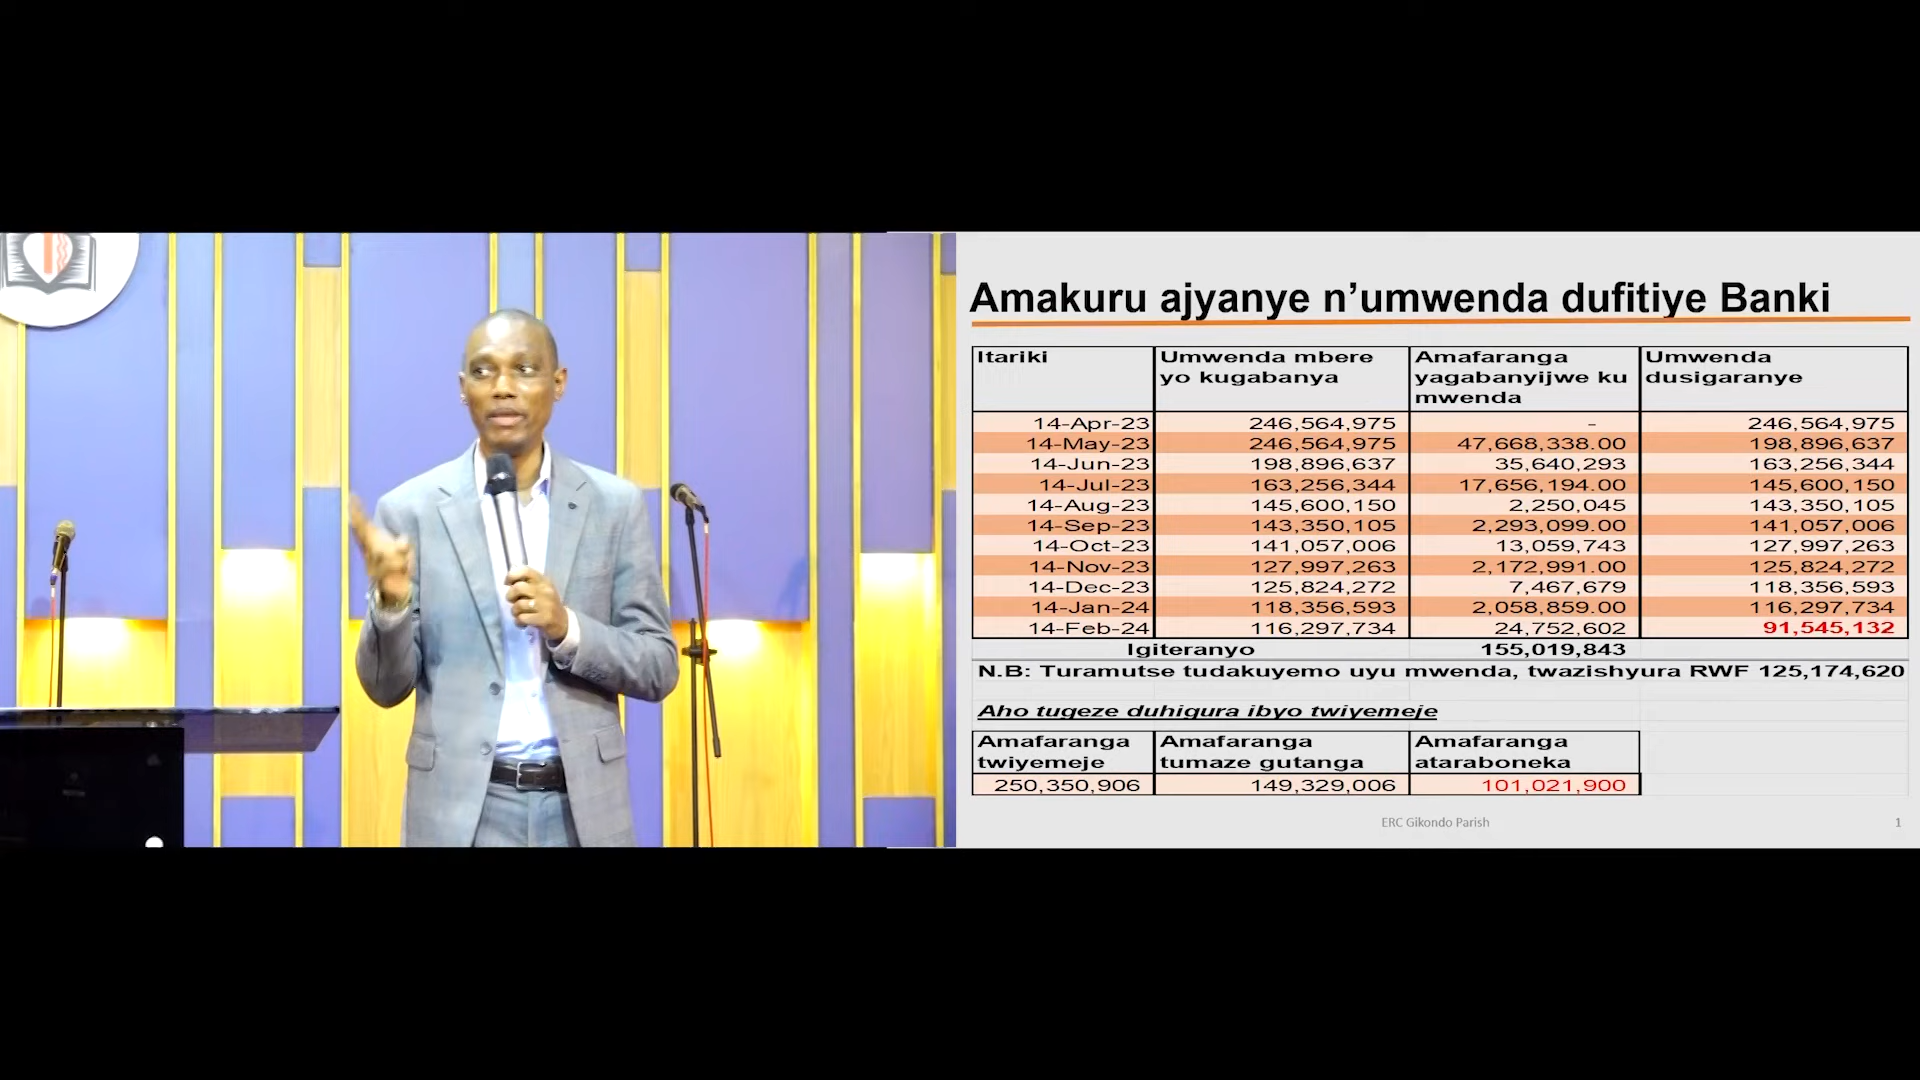 Amakuru ajyanye n’umwenda dufitiye Banki
Itariki Umwenda mbere yo kugabanya Amafaranga yagabanyijwe ku mwenda Umwenda dusigaranye
14-Apr-23 246,564,975 - 246,564,975
14-May-23 246,564,975 47,668,338.00 198,896,637
14-Jun-23 198,896,637 35,640,293 163,256,344
14-Jul-23 163,256,344 17,656,194.00 145,600,150
14-Aug-23 145,600,150 2,250,045 143,350,105
14-Sep-23 143,350,105 2,293,099.00 141,057,006
14-Oct-23 141,057,006 13,059,743 127,997,263
14-Nov-23 127,997,263 2,172,991.00 125,824,272
14-Dec-23 125,824,272 7,467,679 118,356,593
14-Jan-24 118,356,593 2,058,859.00 116,297,734
14-Feb-24 116,297,734 24,752,602 91,545,132
Igiteranyo 155,019,843
N.B: Turamutse tudakuyemo uyu mwenda, twazishyura RWF 125,174,620
Aho tugeze duhigura ibyo twiyemeje
Amafaranga twiyemeje Amafaranga tumaze gutanga Amafaranga ataraboneka
250,350,906 149,329,006 101,021,900
ERC Gikondo Parish 1